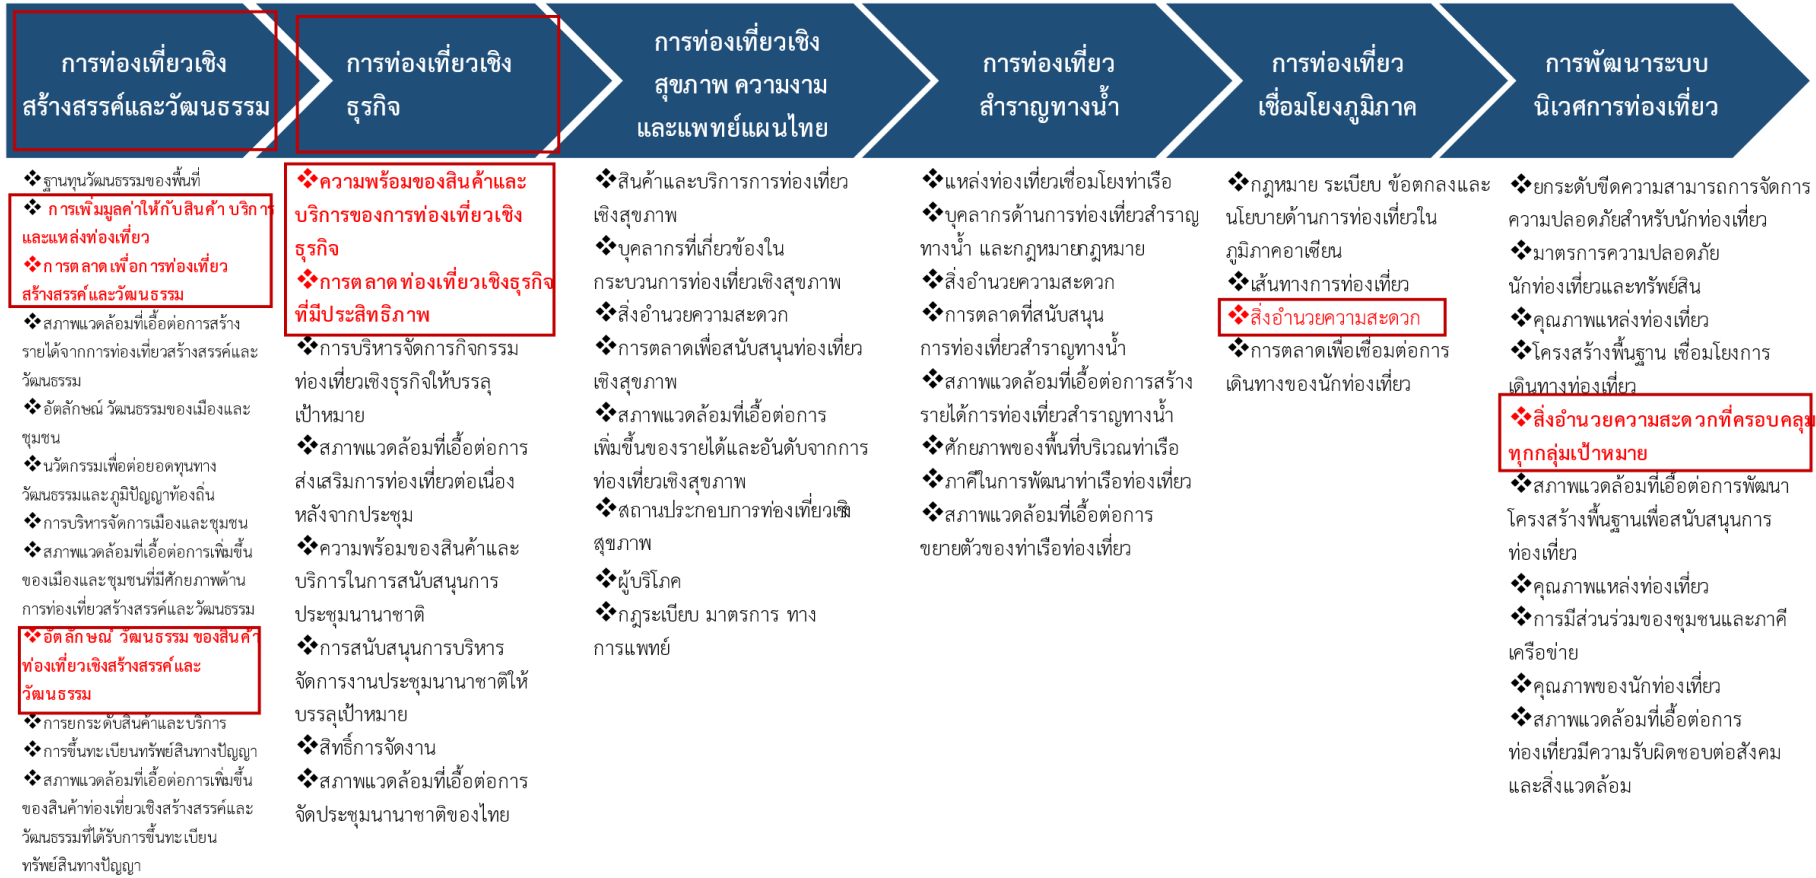 การท่องเที่ยวเชิง
สร้างสรรค์และวัฒนธรรม
การท่องเที่ยวเชิง
ธุรกิจ
การท่องเที่ยวเชิง
สุขภาพ ความงาม
และแพทย์แผนไทย
การท่องเที่ยว
สำราญทางน้ำ
การท่องเที่ยว
เชื่อมโยงภูมิภาค
การพัฒนาระบบ
นิเวศการท่องเที่ยว
❖ฐานทุนวัฒนธรรมของพื้นที่
❖ การเพิ่มมูลค่าให้กับสินค้า บริการ
และแหล่งท่องเที่ยว
❖การตลาดเพื่อการท่องเที่ยว
สร้างสรรค์และวัฒนธรรม
❖สภาพแวดล้อมที่เอื้อต่อการสร้าง
รายได้จากการท่องเที่ยวสร้างสรรค์และ
วัฒนธรรม
❖อัตลักษณ์ วัฒนธรรมของเมืองและ
ชุมชน
❖นวัตกรรมเพื่อต่อยอดทุนทาง
วัฒนธรรมและภูมิปัญญาท้องถิ่น
❖การบริหารจัดการเมืองและชุมชน
❖สภาพแวดล้อมที่เอื้อต่อการเพิ่มขึ้น
ของเมืองและชุมชนที่มีศักยภาพด้าน
การท่องเที่ยวสร้างสรรค์และวัฒนธรรม
❖อัตลักษณ์ วัฒนธรรม ของสินค้า
ท่องเที่ยวเชิงสร้างสรรค์และ
วัฒนธรรม
❖การยกระดับสินค้าและบริการ
❖การขึ้นทะเบียนทรัพย์สินทางปัญญา
❖สภาพแวดล้อมที่เอื้อต่อการเพิ่มขึ้น
ของสินค้าท่องเที่ยวเชิงสร้างสรรค์และ
วัฒนธรรมที่ได้รับการขึ้นทะเบียน
ทรัพย์สินทางปัญญา
❖ความพร้อมของสินค้าและ
บริการของการท่องเที่ยวเชิง
ธุรกิจ
❖การตลาดท่องเที่ยวเชิงธุรกิจ
ที่มีประสิทธิภาพ
❖การบริหารจัดการกิจกรรม
ท่องเที่ยวเชิงธุรกิจให้บรรลุ
เป้าหมาย
❖สภาพแวดล้อมที่เอื้อต่อการ
ส่งเสริมการท่องเที่ยวต่อเนื่อง
หลังจากประชุม
❖ความพร้อมของสินค้าและ
บริการในการสนับสนุนการ
ประชุมนานาชาติ
❖การสนับสนุนการบริหาร
จัดการงานประชุมนานาชาติให้
บรรลุเป้าหมาย
❖สิทธิ์การจัดงาน
❖สภาพแวดล้อมที่เอื้อต่อการ
จัดประชุมนานาชาติของไทย
❖สินค้าและบริการการท่องเที่ยว
เชิงสุขภาพ
❖บุคลากรที่เกี่ยวข้องใน
กระบวนการท่องเที่ยวเชิงสุขภาพ
❖สิ่งอำนวยความสะดวก
❖การตลาดเพื่อสนับสนุนท่องเที่ยว
เชิงสุขภาพ
❖สภาพแวดล้อมที่เอื้อต่อการ
เพิ่มขึ้นของรายได้และอันดับจากการ
ท่องเที่ยวเชิงสุขภาพ
❖สถานประกอบการท่องเที่ยวเชิง
สุขภาพ
❖ผู้บริโภค
❖กฎระเบียบ มาตรการ ทาง
การแพทย์
❖แหล่งท่องเที่ยวเชื่อมโยงท่าเรือ
❖บุคลากรด้านการท่องเที่ยวสำราญ
ทางน้ำ และกฎหมายกฎหมาย
❖สิ่งอำนวยความสะดวก
❖การตลาดที่สนับสนุน
การท่องเที่ยวสำราญทางน้ำ
❖สภาพแวดล้อมที่เอื้อต่อการสร้าง
รายได้การท่องเที่ยวสำราญทางน้ำ
❖ศักยภาพของพื้นที่บริเวณท่าเรือ
❖ภาคีในการพัฒนาท่าเรือท่องเที่ยว
❖สภาพแวดล้อมที่เอื้อต่อการ
ขยายตัวของท่าเรือท่องเที่ยว
❖กฎหมาย ระเบียบ ข้อตกลงและ
นโยบายด้านการท่องเที่ยวใน
ภูมิภาคอาเซียน
❖เส้นทางการท่องเที่ยว
❖สิ่งอำนวยความสะดวก
❖การตลาดเพื่อเชื่อมต่อการ
เดินทางของนักท่องเที่ยว
❖ยกระดับขีดความสามารถการจัดการ
ความปลอดภัยสำหรับนักท่องเที่ยว
❖มาตรการความปลอดภัย
นักท่องเที่ยวและทรัพย์สิน
❖คุณภาพแหล่งท่องเที่ยว
❖โครงสร้างพื้นฐาน เชื่อมโยงการ
เดินทางท่องเที่ยว
❖สิ่งอำนวยความสะดวกที่ครอบคลุม
ทุกกลุ่มเป้าหมาย
❖สภาพแวดล้อมที่เอื้อต่อการพัฒนา
โครงสร้างพื้นฐานเพื่อสนับสนุนการ
ท่องเที่ยว
❖คุณภาพแหล่งท่องเที่ยว
❖การมีส่วนร่วมของชุมชนและภาคี
เครือข่าย
❖คุณภาพของนักท่องเที่ยว
❖สภาพแวดล้อมที่เอื้อต่อการ
ท่องเที่ยวมีความรับผิดชอบต่อสังคม
และสิ่งแวดล้อม